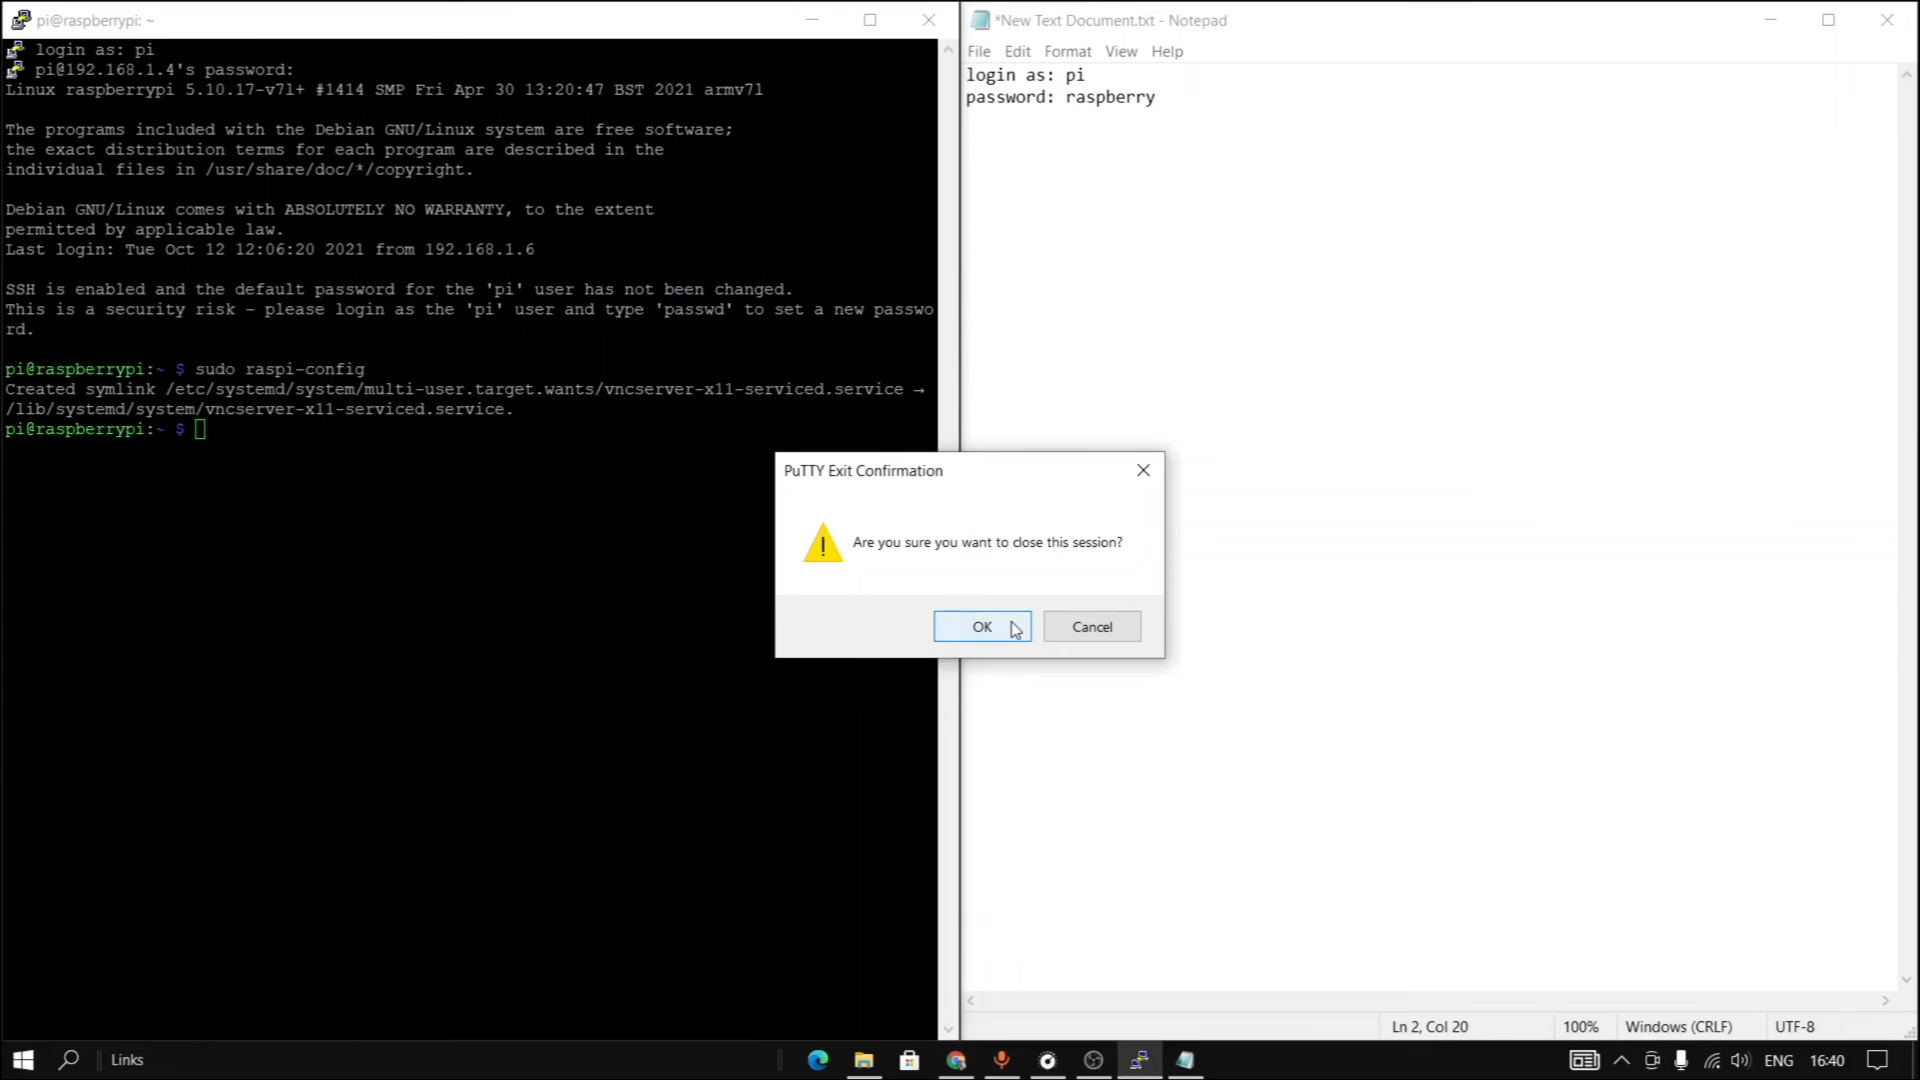 pi@raspberrypi: ~
login as: pi
pi@192.168.1.4's password:
Linux raspberrypi 5.10.17-v7l+ #1414 SMP Fri Apr 30 13:20:47 BST 2021 armv7l
The programs included with the Debian GNU/Linux system are free software;
the exact distribution terms for each program are described in the
individual files in /usr/share/doc/*/copyright.
Debian GNU/Linux comes with ABSOLUTELY NO WARRANTY, to the extent
permitted by applicable law.
Last login: Tue Oct 12 12:06:20 2021 from 192.168.1.6
SSH is enabled and the default password for the 'pi' user has not been changed.
This is a security risk - please login as the 'pi' user and type 'passwd' to set a new passwo
rd.
pi@raspberrypi:~ $ sudo raspi-config
Created symlink /etc/systemd/system/multi-user.target.wants/vncserver-x11-serviced.service →
/lib/systemd/system/vncserver-x11-serviced.service.
pi@raspberrypi:~ $
*New Text Document.txt - Notepad
File Edit Format View Help
login as: pi
password: raspberry
PuTTY Exit Confirmation
Are you sure you want to close this session?
OK Cancel
Ln 2, Col 20 100% Windows (CRLF) UTF-8
Links
ENG 16:40